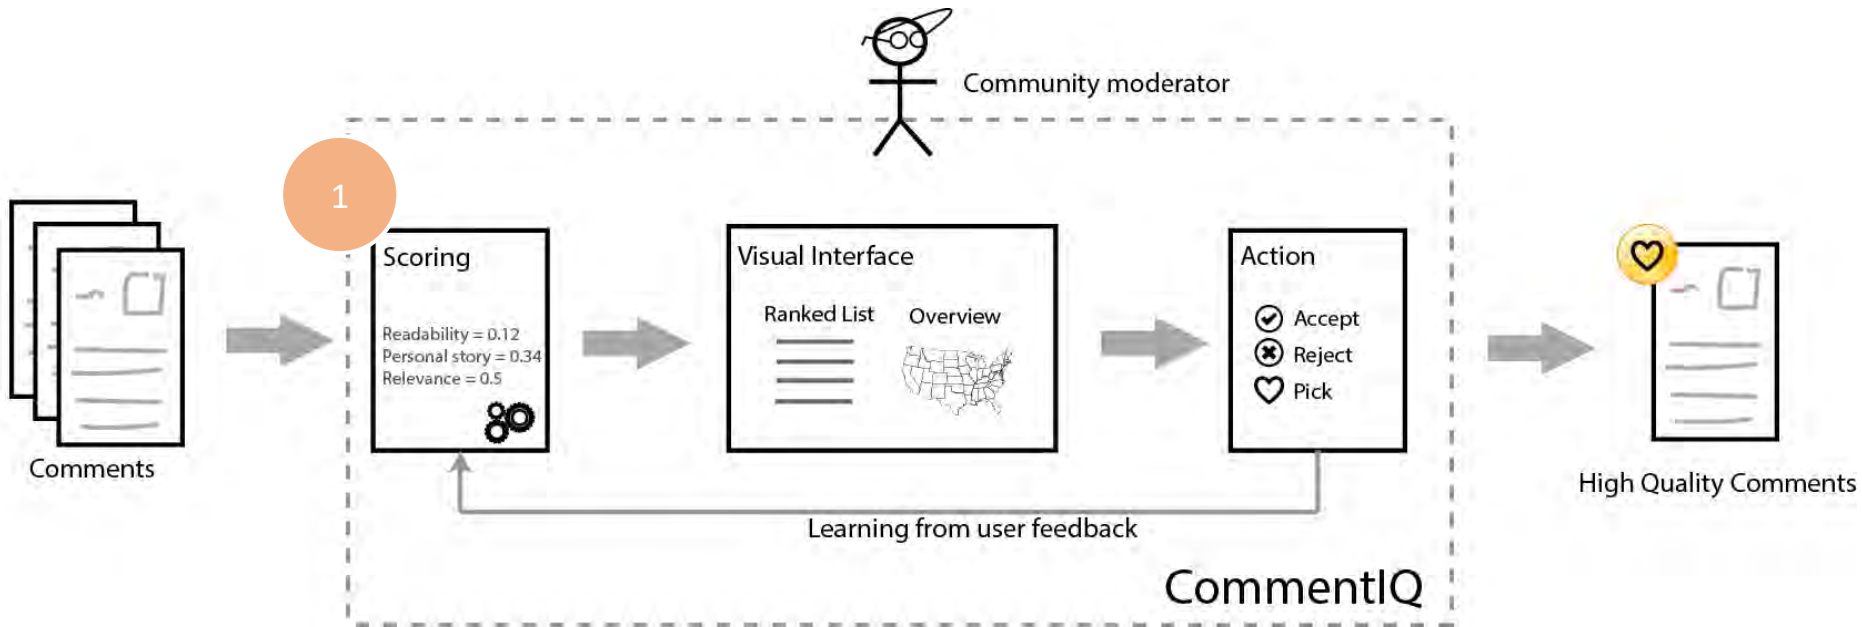 Community moderator
1
Comments
Scoring
Readability = 0.12
Personal story = 0.34
Relevance = 0.5
Visual Interface
Ranked List
Overview
Action
Accept
Reject
Pick
High Quality Comments
Learning from user feedback
CommentIQ